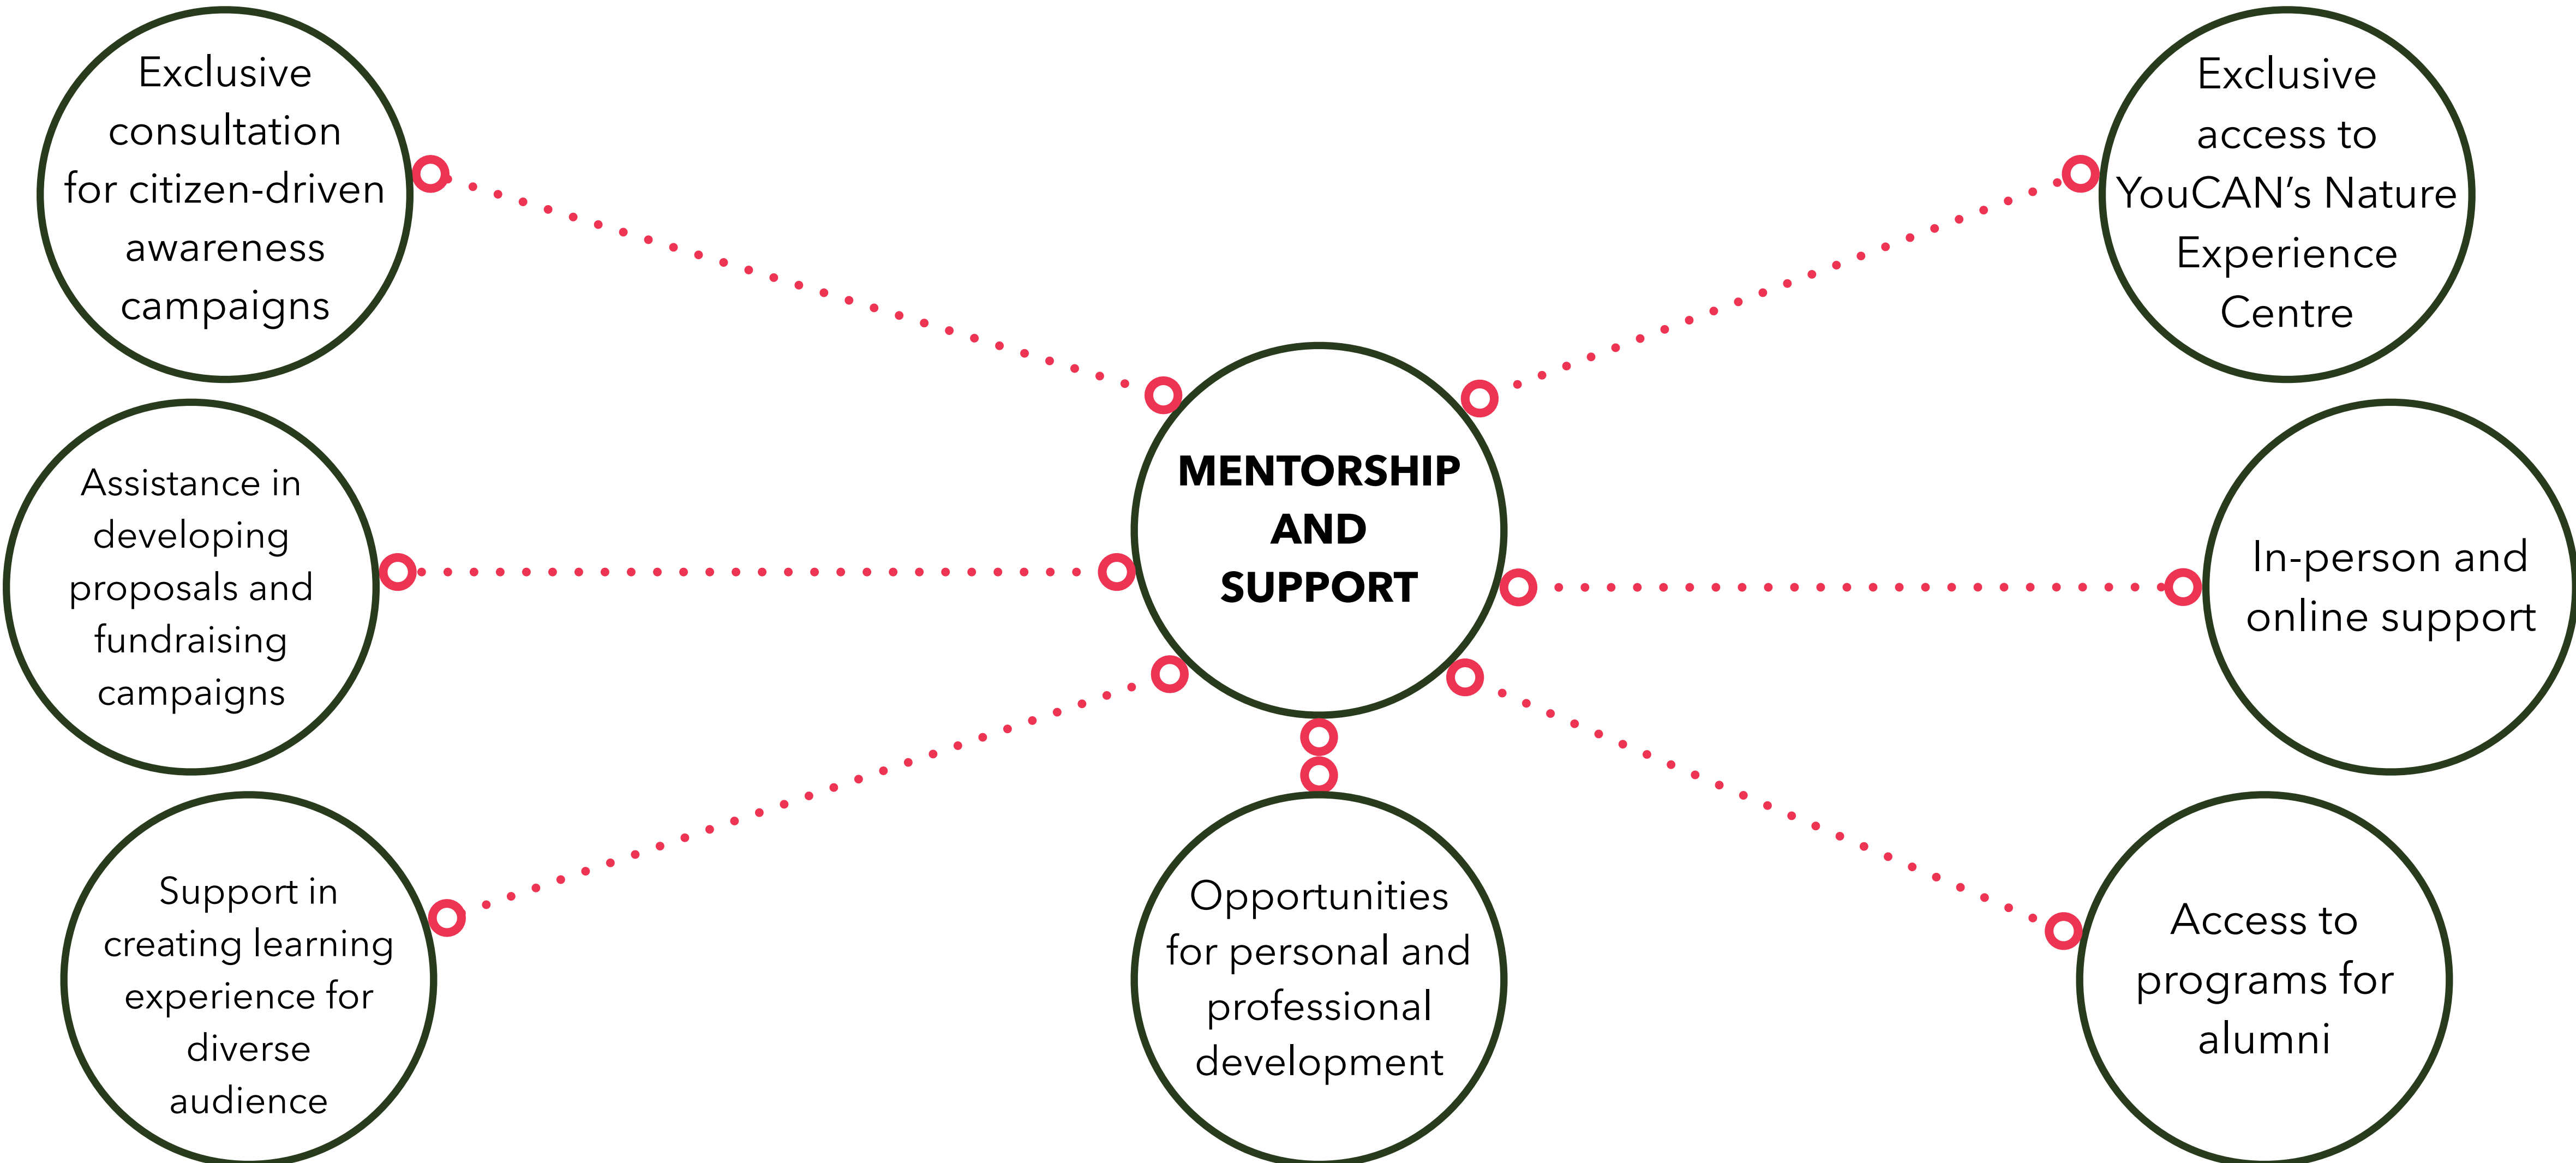 Exclusive
consultation
for citizen-driven
awareness
campaigns
Exclusive
access to
YouCAN’s Nature
Experience
Centre
MENTORSHIP
AND
SUPPORT
Assistance in
developing
proposals and
fundraising
campaigns
In-person and
online support
Support in
creating learning
experience for
diverse
audience
Opportunities
for personal and
professional
development
Access to
programs for
alumni